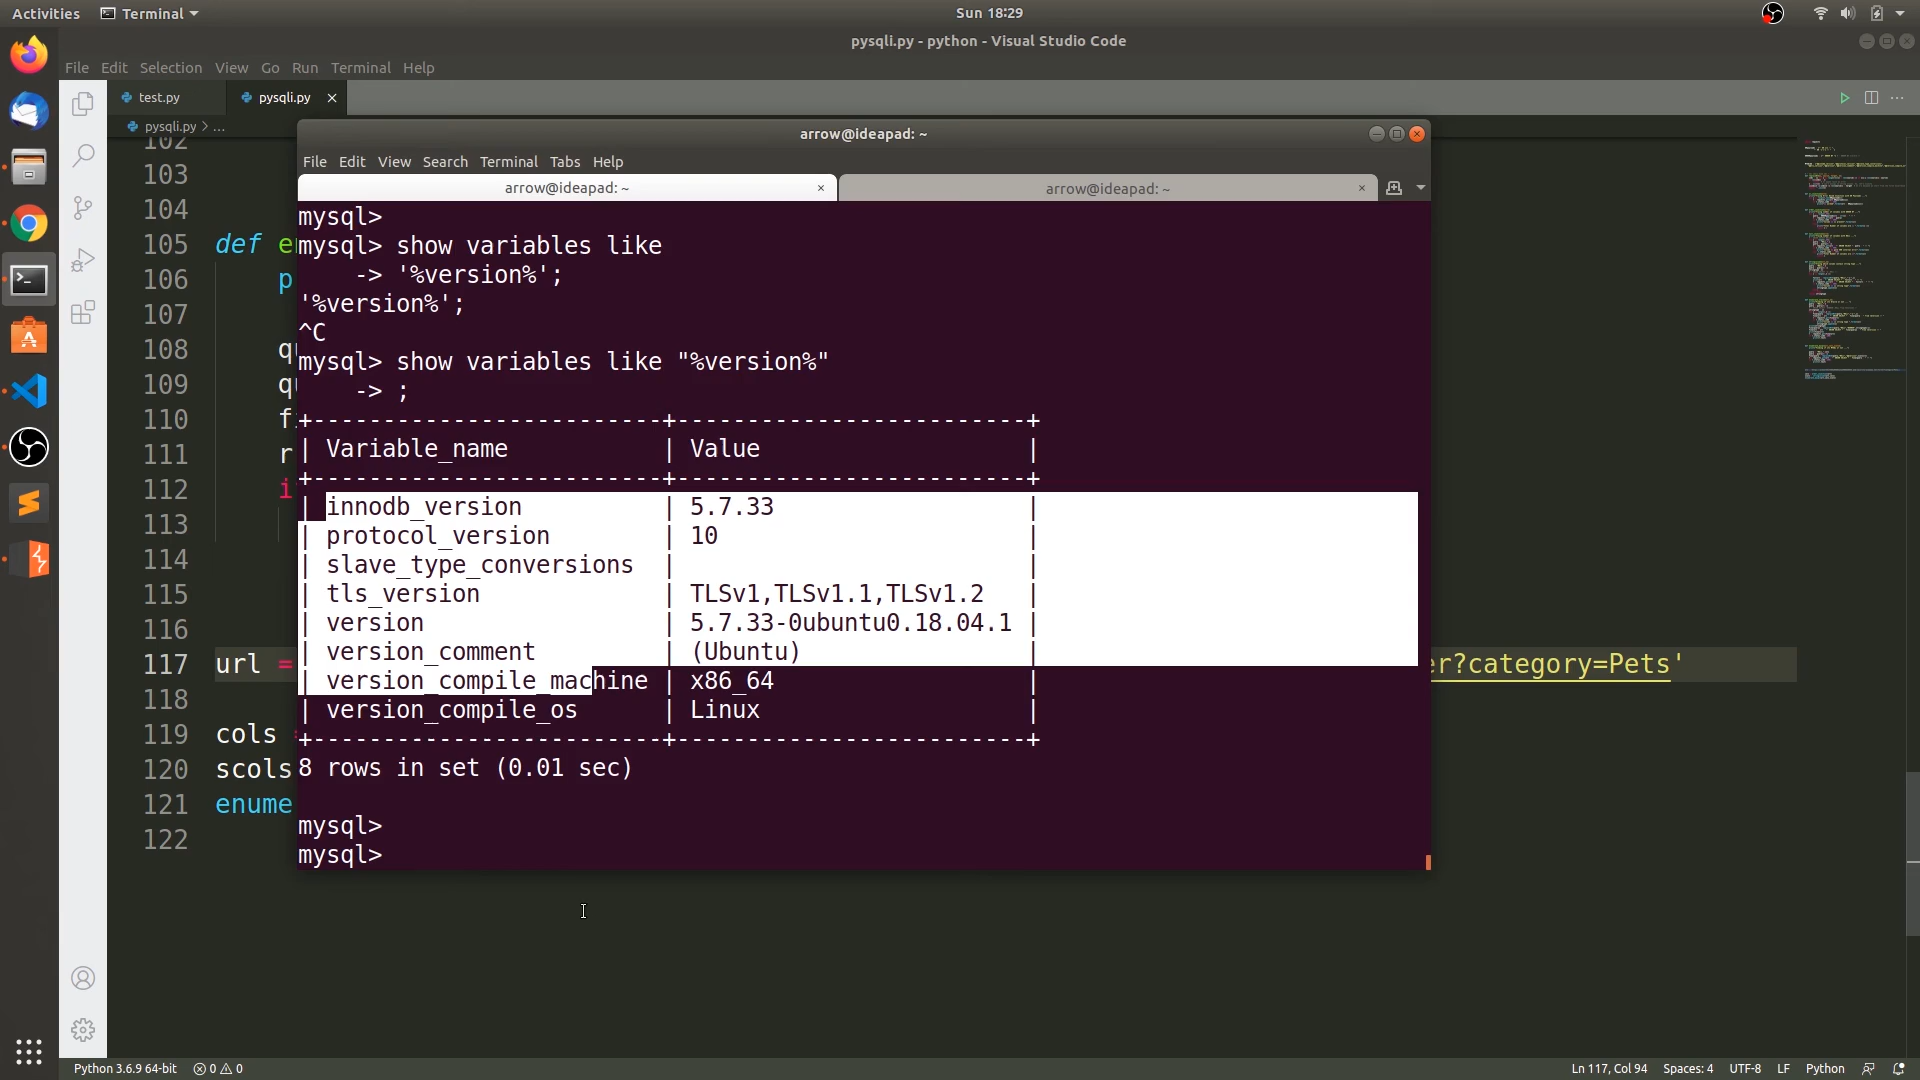 Activities Terminal Sun 18:29
pysqli.py - python - Visual Studio Code
File Edit Selection View Go Run Terminal Help
test.py pysqli.py
pysqli.py > ...
arrow@ideapad: ~
File Edit View Search Terminal Tabs Help
arrow@ideapad: ~ arrow@ideapad: ~
102
103
104
105 def e
106 p
107
108 q
109 q
110 f
111 r
112 i
113
114
115
116
117 url = er?category=Pets'
118
119 cols
120 scols
121 enume
122
mysql>
mysql> show variables like
-> '%version%';
'%version%';
^C
mysql> show variables like "%version%"
-> ;
+-------------------------+-------------------------+
| Variable_name | Value |
+-------------------------+-------------------------+
| innodb_version | 5.7.33 |
| protocol_version | 10 |
| slave_type_conversions | |
| tls_version | TLSv1,TLSv1.1,TLSv1.2 |
| version | 5.7.33-0ubuntu0.18.04.1 |
| version_comment | (Ubuntu) |
| version_compile_machine | x86_64 |
| version_compile_os | Linux |
+-------------------------+-------------------------+
8 rows in set (0.01 sec)
mysql>
mysql>
Python 3.6.9 64-bit 0 0 Ln 117, Col 94 Spaces: 4 UTF-8 LF Python